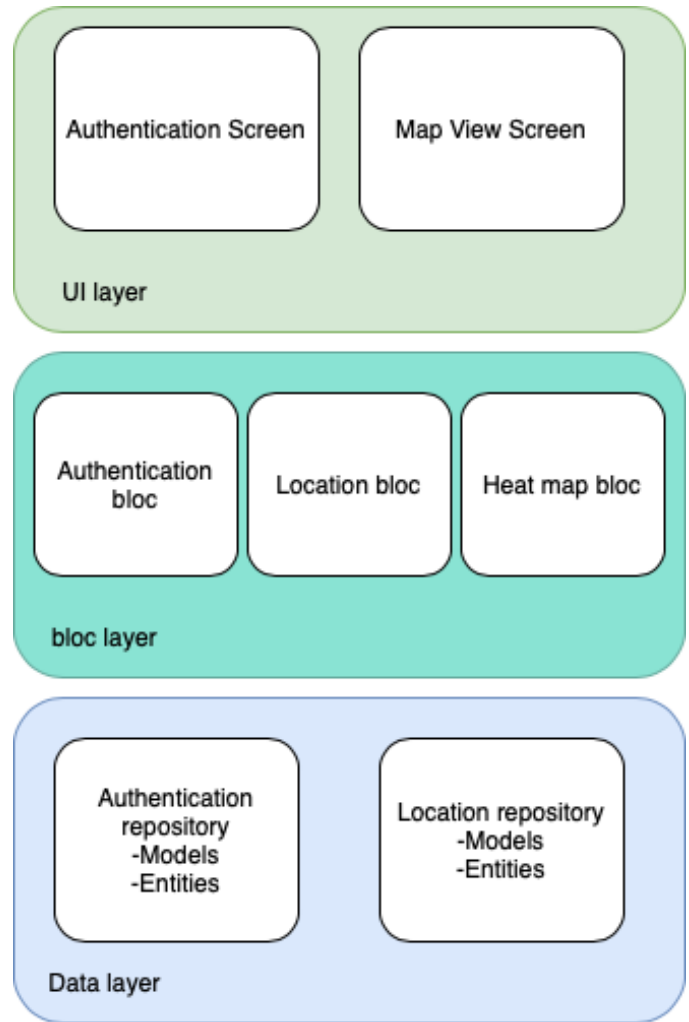 Authentication Screen
Map View Screen
UI layer
Authentication
bloc
Location bloc
Heat map bloc
bloc layer
Authentication
repository
-Models
-Entities
Location repository
-Models
-Entities
Data layer